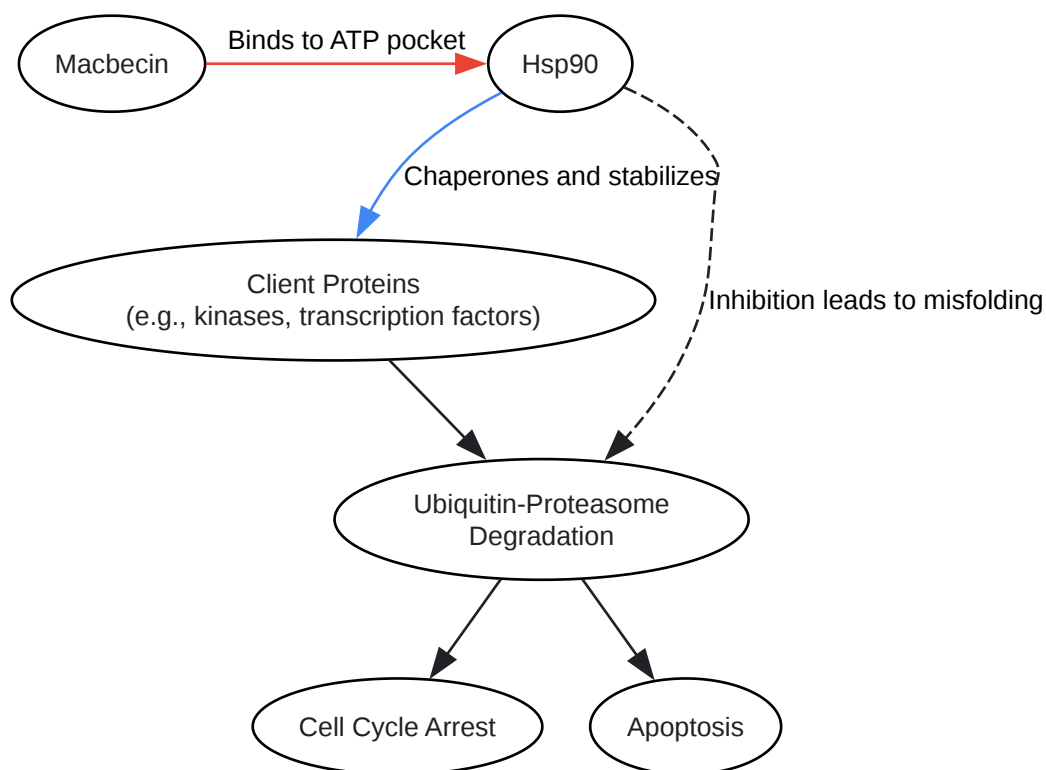 Binds to ATP pocket
Macbecin
Hsp90
Chaperones and stabilizes
Client Proteins
(e.g., kinases, transcription factors)
Inhibition leads to misfolding
Ubiquitin-Proteasome
Degradation
Cell Cycle Arrest
Apoptosis